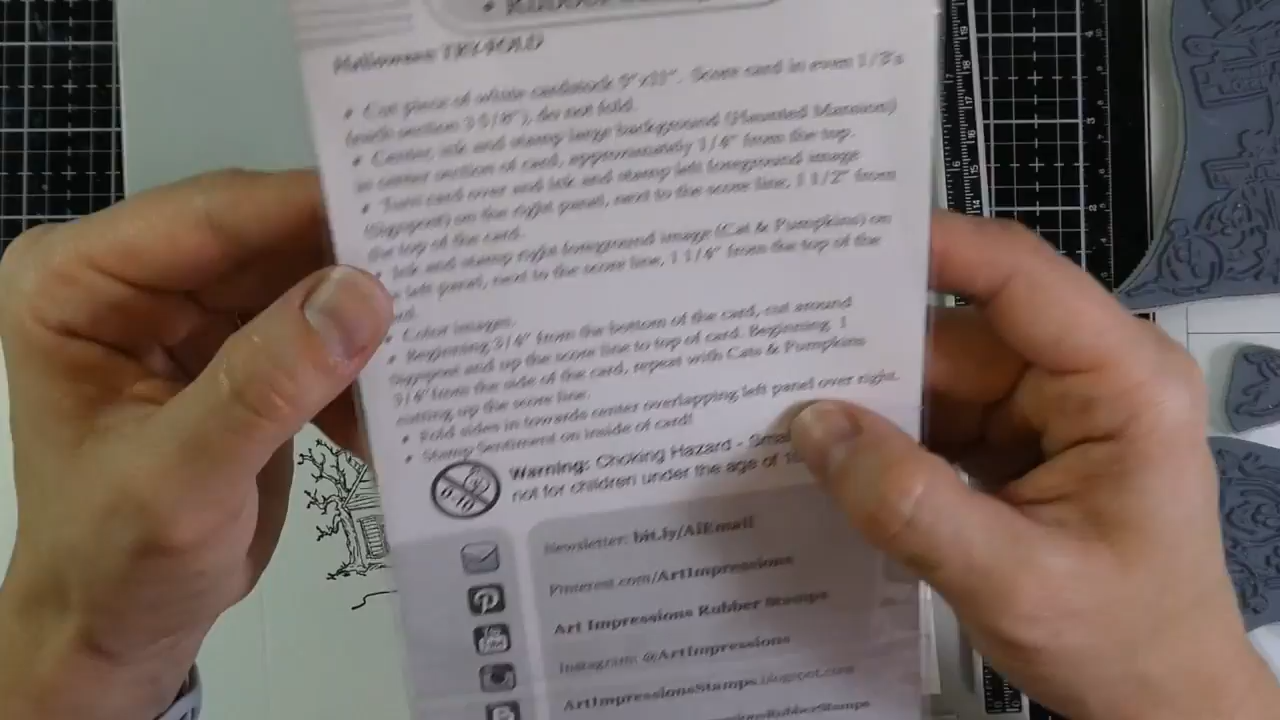 Halloween TRIFOLD
• Cut piece of white cardstock 9" x11". Score card in even 1/3's
(each section 3 5/8"), do not fold.
• Center, ink and stamp large background (Haunted Mansion)
in center section of card, approximately 1/4" from the top.
• Turn card over and ink and stamp left foreground image
on the right panel, next to the score line, 1 1/2" from
the top of the card.
• Ink and stamp right foreground image (Cat & Pumpkins) on
left panel, next to the score line, 1 1/4" from the top of the
• Color images.
• Beginning 3/4" from the bottom of the card, cut around
and up the score line to top of card. Beginning 1
3/4" from the side of the card, repeat with Cats & Pumpkins
cutting up the score line.
• Fold sides in towards center overlapping left panel over right.
• Stamp Sentiment on inside of card!
Warning: Choking Hazard - Small
not for children under the age of
Newsletter: bit.ly/AIEmail
Pinterest.com/ArtImpressions
Art Impressions Rubber Stamps
Instagram: @ArtImpressions
ArtImpressionsStamps.blogspot.com
RubberStamps